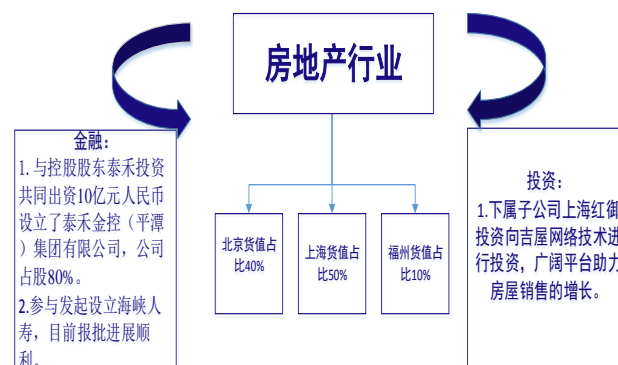 房地产行业
金融：
1. 与控股股东泰禾投资
共同出资10亿元人民币
设立了泰禾金控（平潭
）集团有限公司，公司
占股80%。
2.参与发起设立海峡人
寿，目前报批进展顺
利。
北京货值占
比40%
上海货值占
比50%
福州货值占
比10%
投资：
1.下属子公司上海红御
投资向吉屋网络技术进
行投资，广阔平台助力
房屋销售的增长。